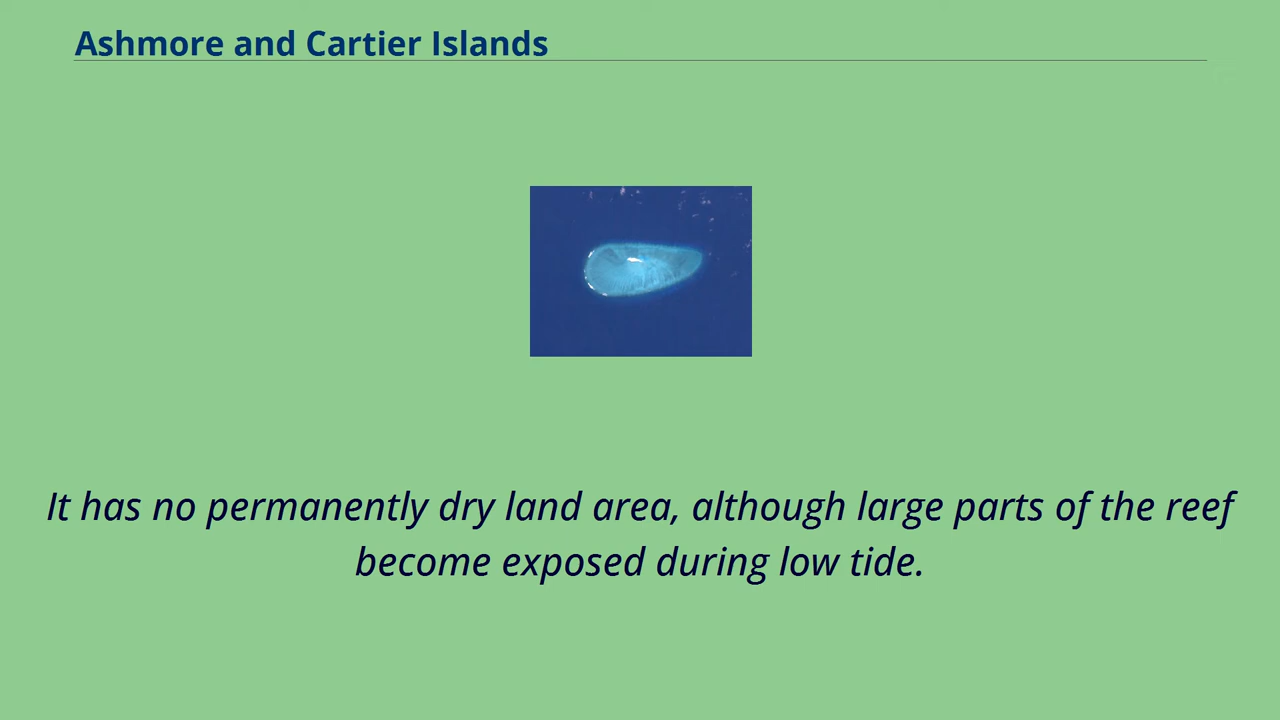 Ashmore and Cartier Islands
It has no permanently dry land area, although large parts of the reef
become exposed during low tide.